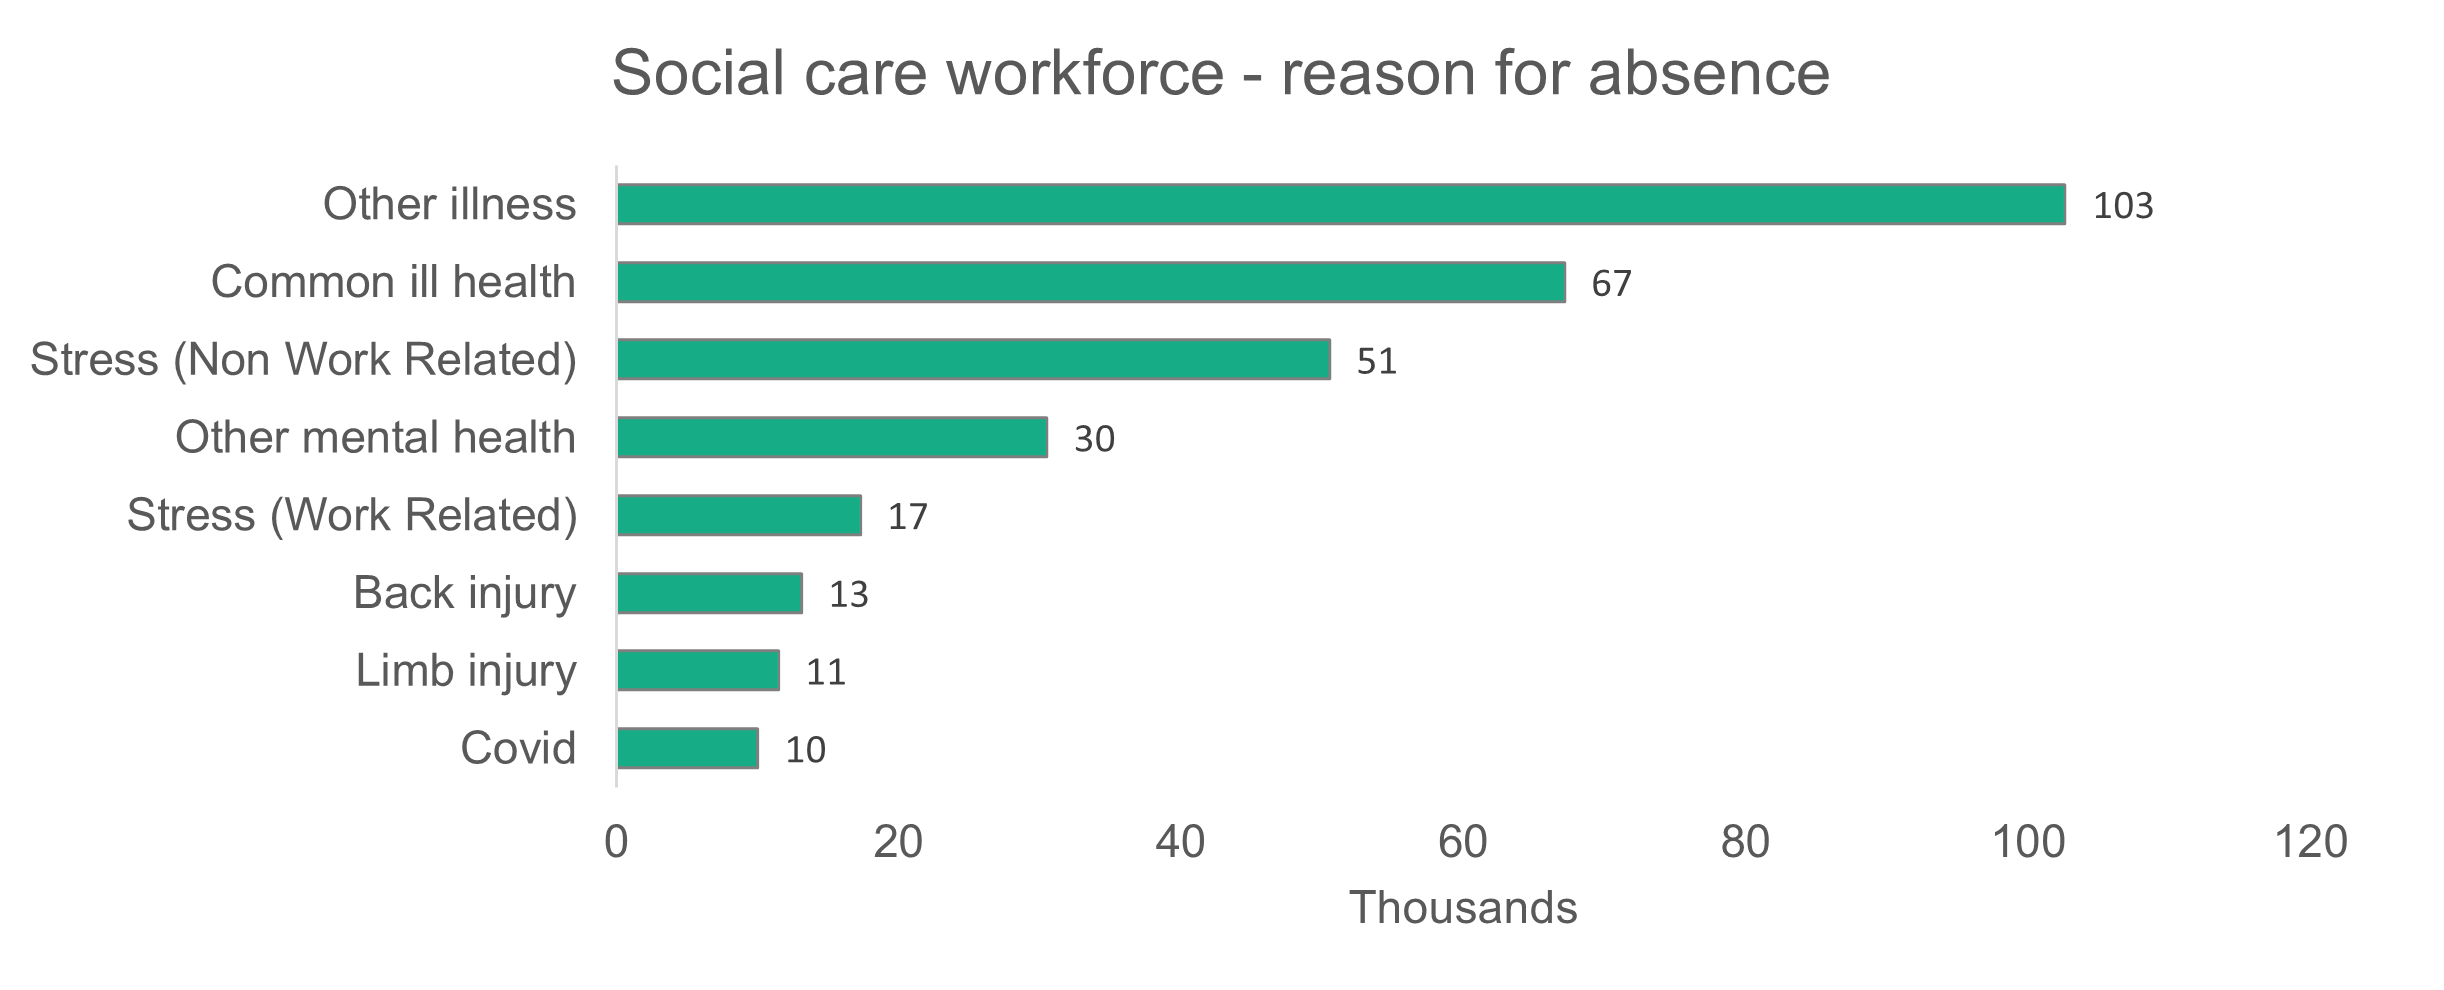 Social care workforce - reason for absence
Other illness 103
Common ill health 67
Stress (Non Work Related) 51
Other mental health 30
Stress (Work Related) 17
Back injury 13
Limb injury 11
Covid 10
0 20 40 60 80 100 120
Thousands